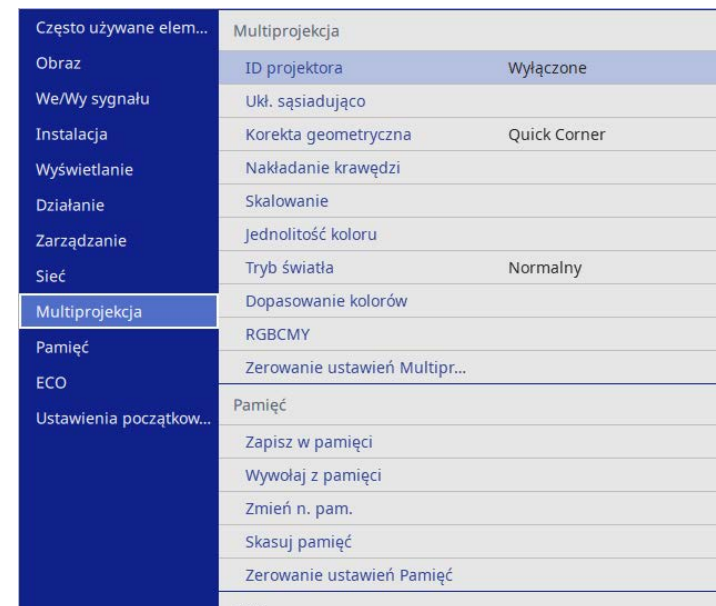 Często używane elem...
Obraz
We/Wy sygnału
Instalacja
Wyświetlanie
Działanie
Zarządzanie
Sieć
Multiprojekcja
Pamięć
ECO
Ustawienia początkow...
Multiprojekcja
ID projektora Wyłączone
Ukł. sąsiadująco
Korekta geometryczna Quick Corner
Nakładanie krawędzi
Skalowanie
Jednolitość koloru
Tryb światła Normalny
Dopasowanie kolorów
RGBCMY
Zerowanie ustawień Multipr...
Pamięć
Zapisz w pamięci
Wywołaj z pamięci
Zmień n. pam.
Skasuj pamięć
Zerowanie ustawień Pamięć